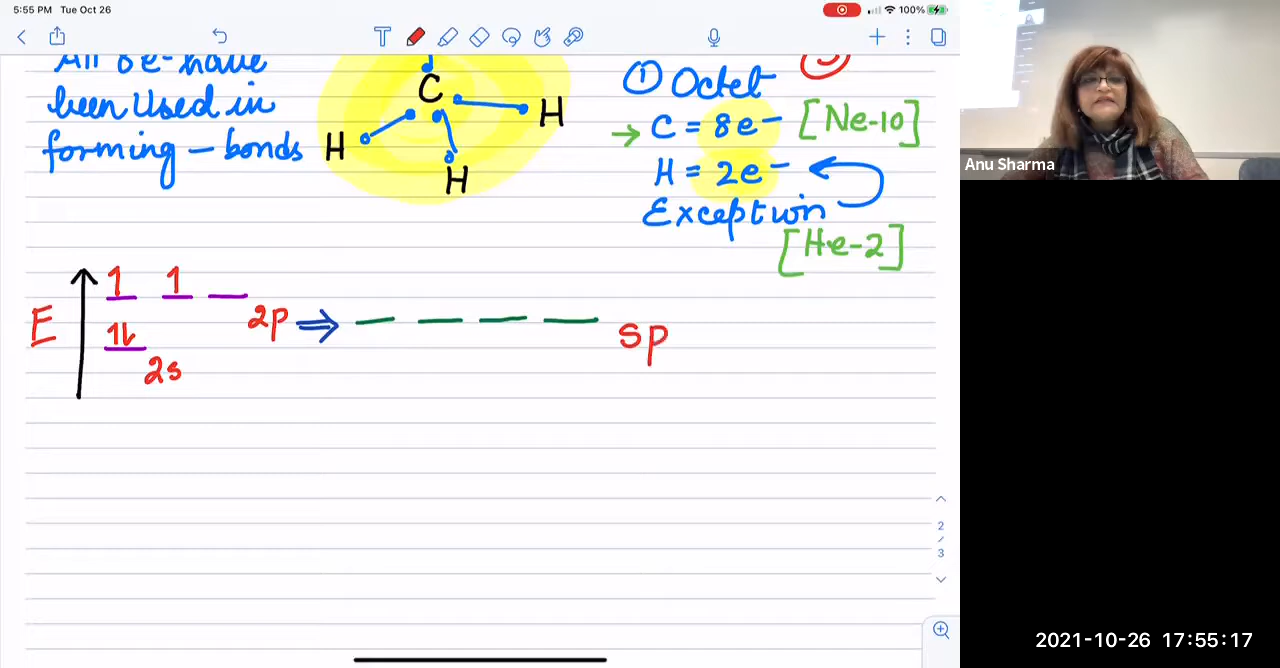 5:55 PM Tue Oct 26
100%
All 8e- have
been Used in
forming – bonds
C
H
H
H
① Octet
→ C = 8e– [Ne-10]
H = 2e–
Exception
[He-2]
E
1 1
2p
1L
2s
⇒
sp
2
/
3
Anu Sharma
2021-10-26 17:55:17